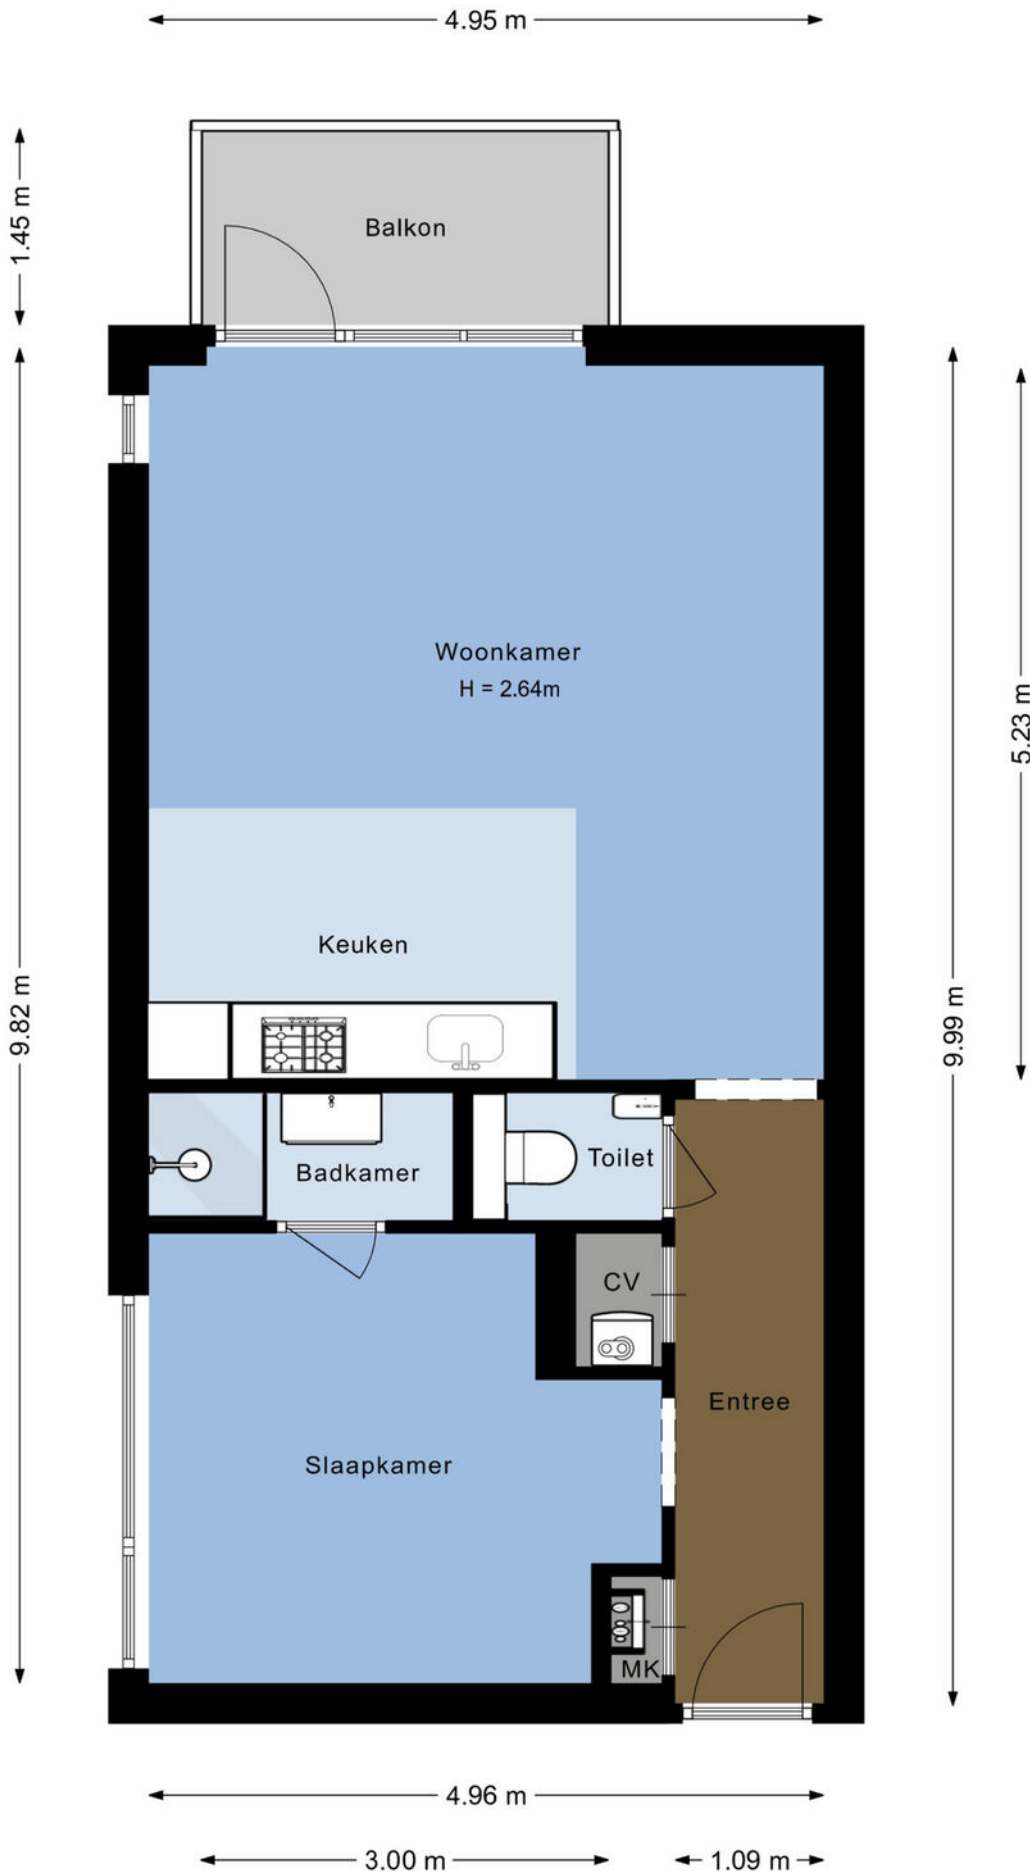 4.95 m
1.45 m
Balkon
Woonkamer
H = 2.64m
5.23 m
Keuken
9.82 m
9.99 m
Badkamer
Toilet
CV
Entree
Slaapkamer
MK
4.96 m
3.00 m
1.09 m